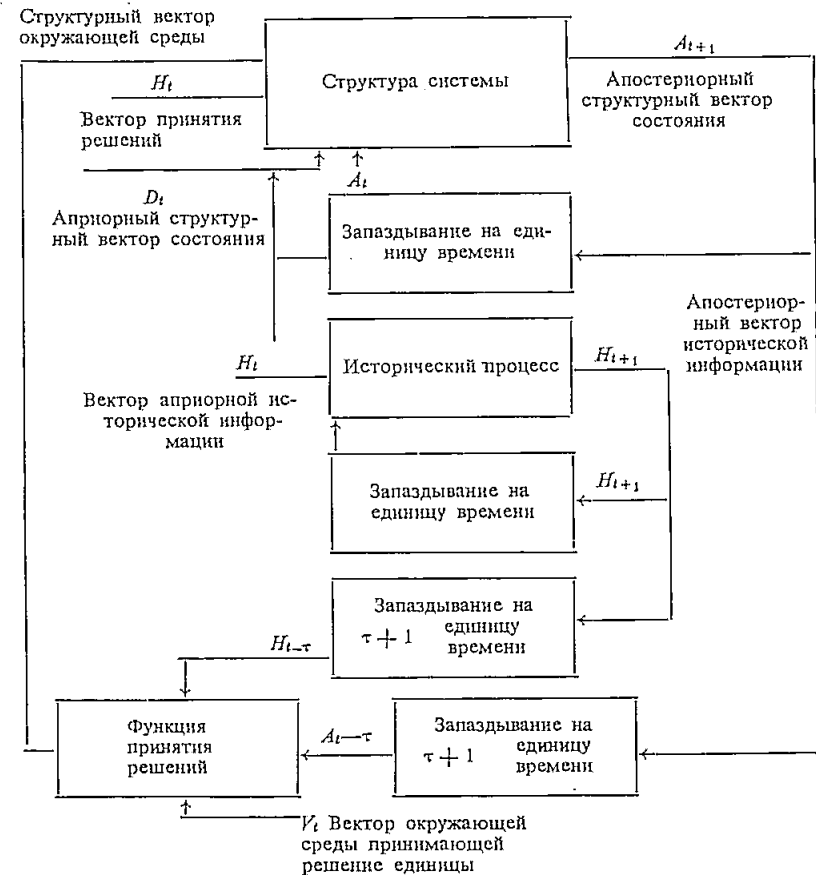 Структурный вектор
окружающей среды
H_t
Вектор принятия
решений
Структура системы
A_{t+1}
Апостериорный
структурный вектор
состояния
D_t
Априорный структур-
ный вектор состояния
A_t
Запаздывание на еди-
ницу времени
Апостериор-
ный вектор
исторической
информации
H_t
Вектор априорной ис-
торической инфор-
мации
Исторический процесс
H_{t+1}
Запаздывание на
единицу времени
H_{t+1}
Запаздывание на
τ+1 единицу
времени
H_{t-τ}
Функция
принятия
решений
A_{t-τ}
Запаздывание на
τ+1 единицу
времени
V_t Вектор окружающей
среды принимающей
решение единицы